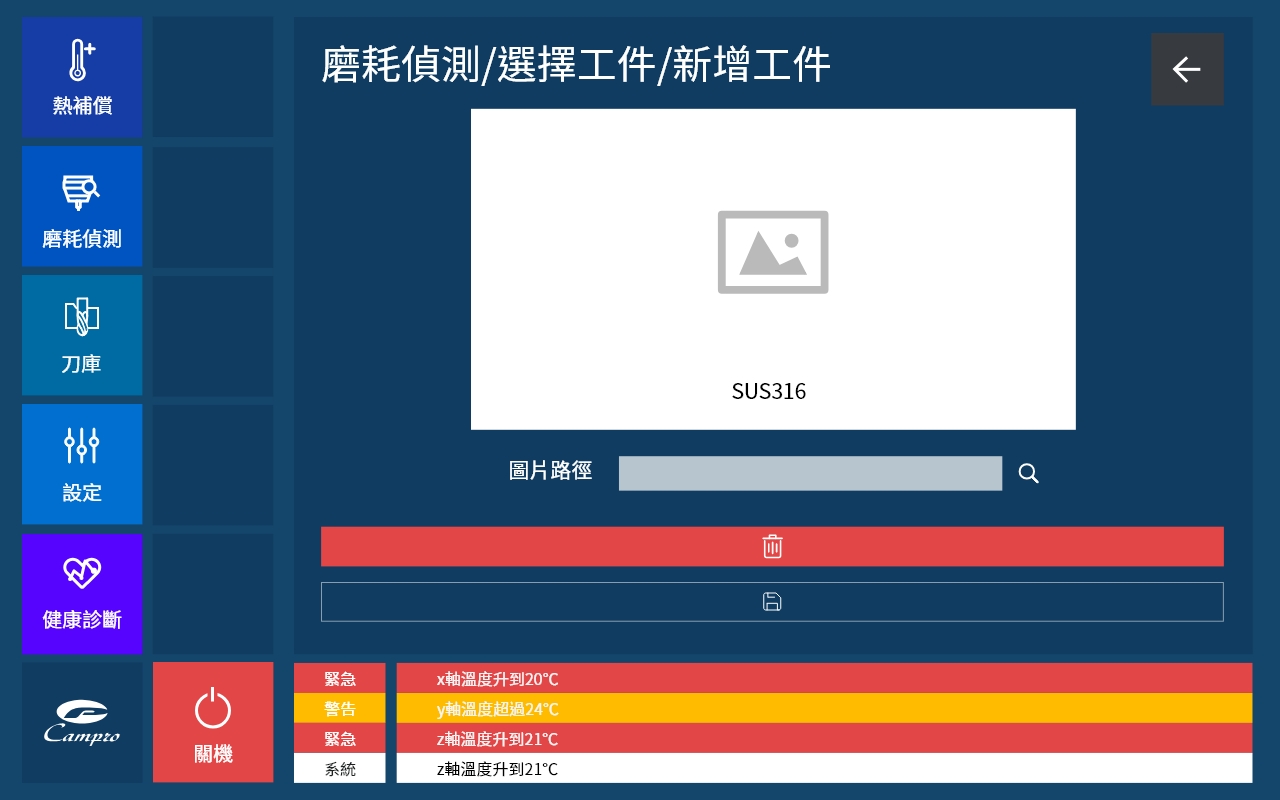 磨耗偵測/選擇工件/新增工件
熱補償
磨耗偵測
刀庫
設定
健康診斷
Campro
關機
SUS316
圖片路徑
緊急 x軸溫度升到20℃
警告 y軸溫度超過24℃
緊急 z軸溫度升到21℃
系統 z軸溫度升到21℃